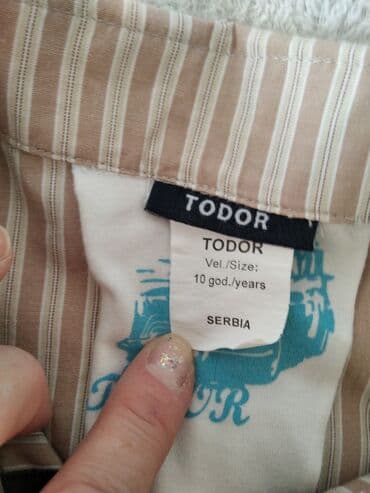 TODOR
TODOR
Vel./Size:
10 god./years
SERBIA